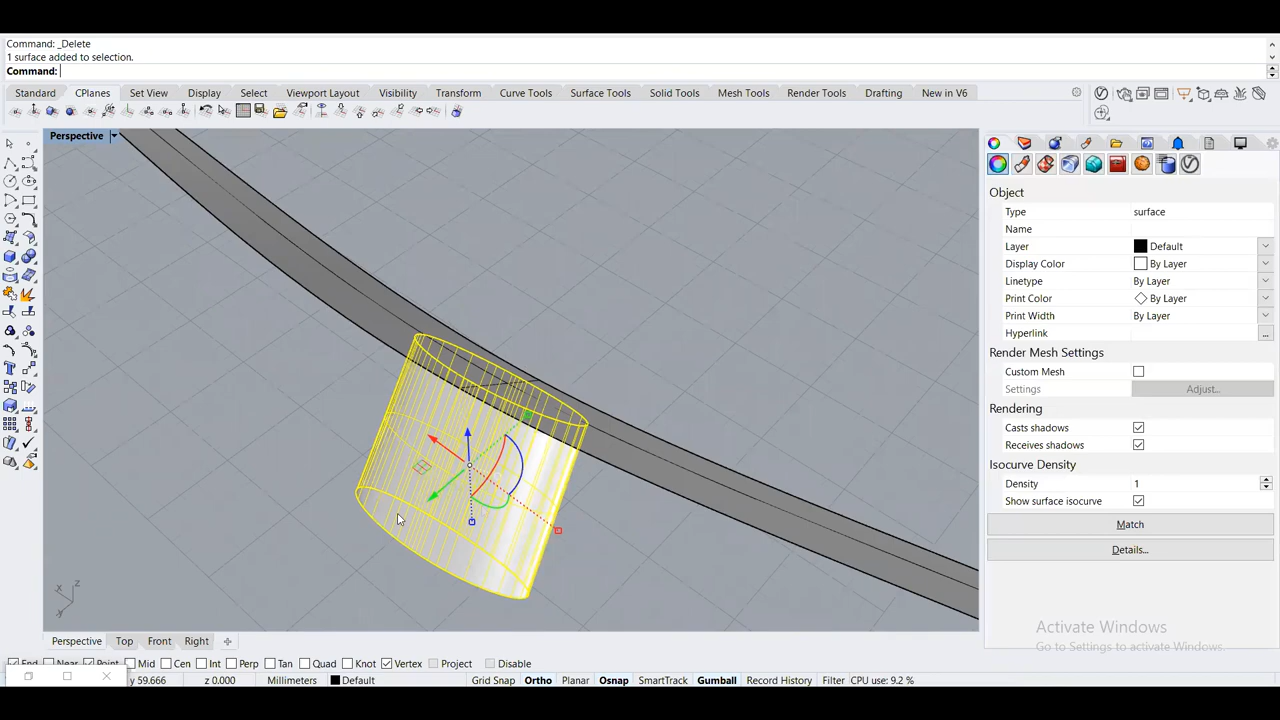 Command: _Delete
1 surface added to selection.
Command:
Standard CPlanes Set View Display Select Viewport Layout Visibility Transform Curve Tools Surface Tools Solid Tools Mesh Tools Render Tools Drafting New in V6
Perspective
Object
Type surface
Name
Layer Default
Display Color By Layer
Linetype By Layer
Print Color By Layer
Print Width By Layer
Hyperlink ...
Render Mesh Settings
Custom Mesh
Settings Adjust...
Rendering
Casts shadows
Receives shadows
Isocurve Density
Density 1
Show surface isocurve
Match
Details...
z
x
y
Activate Windows
Go to Settings to activate Windows.
Perspective Top Front Right
End Near Point Mid Cen Int Perp Tan Quad Knot Vertex Project Disable
y 59.666 z 0.000 Millimeters Default Grid Snap Ortho Planar Osnap SmartTrack Gumball Record History Filter CPU use: 9.2 %